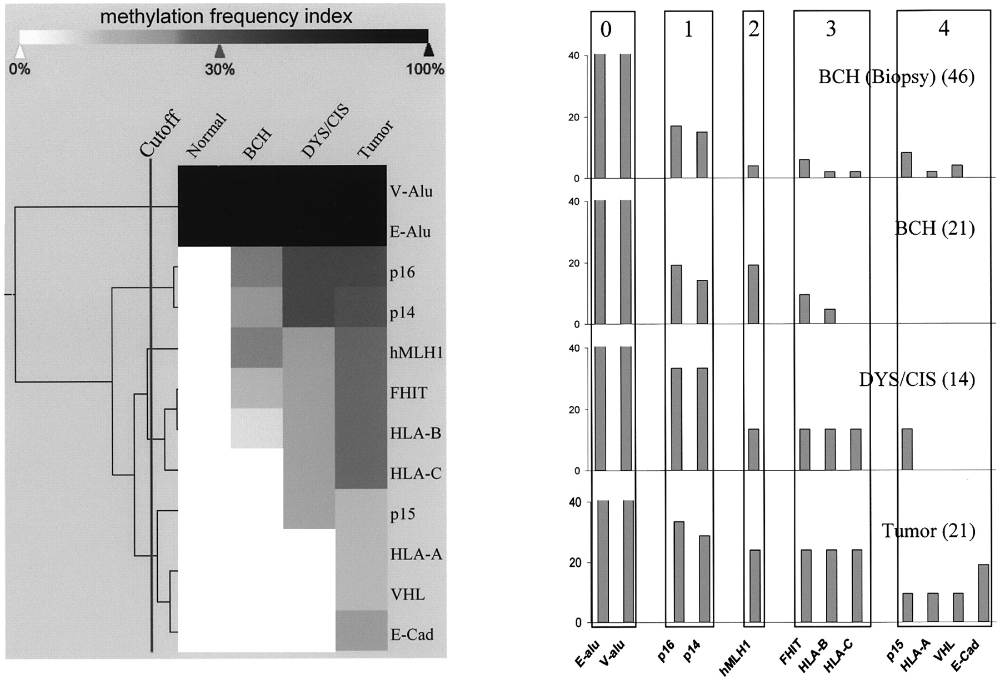 methylation frequency index
0% 30% 100%
Cutoff Normal BCH DYS/CIS Tumor
V-Alu
E-Alu
p16
p14
hMLH1
FHIT
HLA-B
HLA-C
p15
HLA-A
VHL
E-Cad
0 1 2 3 4
40
20
0
BCH (Biopsy) (46)
40
20
0
BCH (21)
40
20
0
DYS/CIS (14)
40
20
0
Tumor (21)
E-alu V-alu p16 p14 hMLH1 FHIT HLA-B HLA-C p15 HLA-A VHL E-Cad